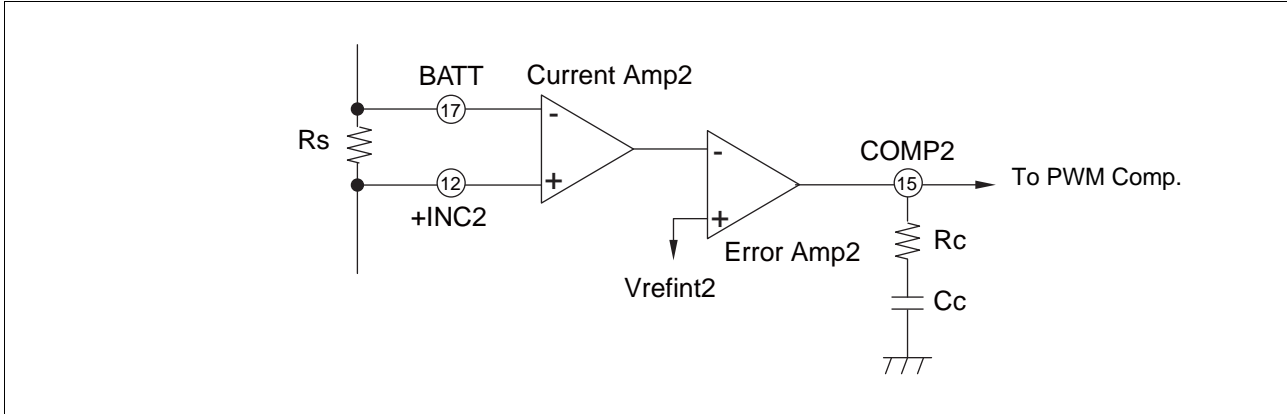 BATT
Current Amp2
17
-
Rs
-
COMP2
12
+
15
To PWM Comp.
+INC2
+
Rc
Error Amp2
Vrefint2
Cc